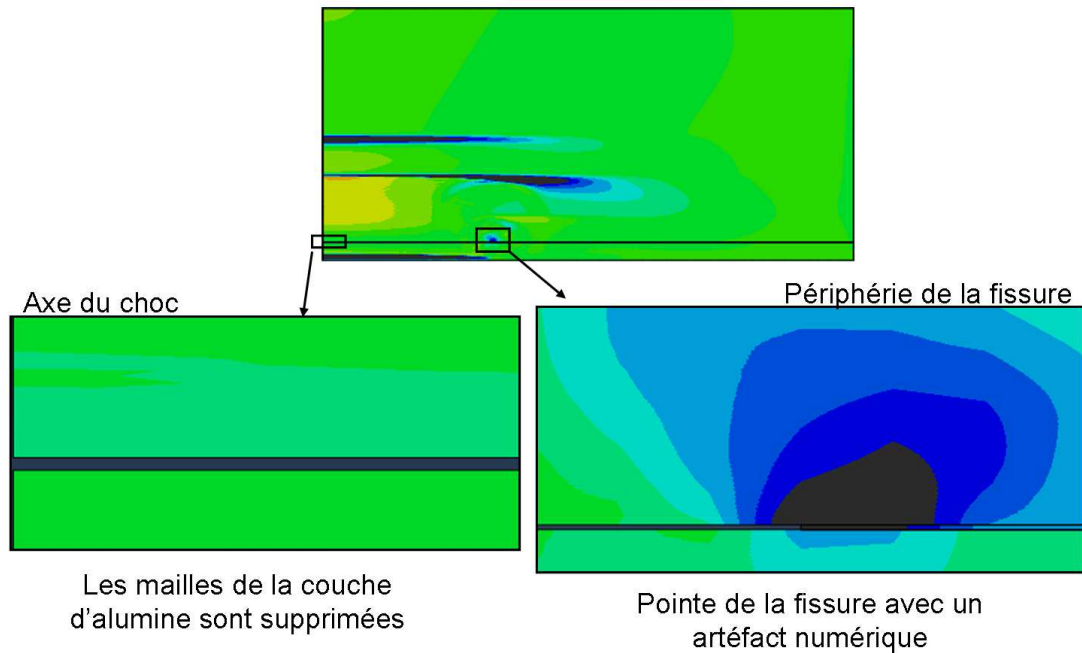 Axe du choc
Périphérie de la fissure
Les mailles de la couche
d'alumine sont supprimées
Pointe de la fissure avec un
artéfact numérique